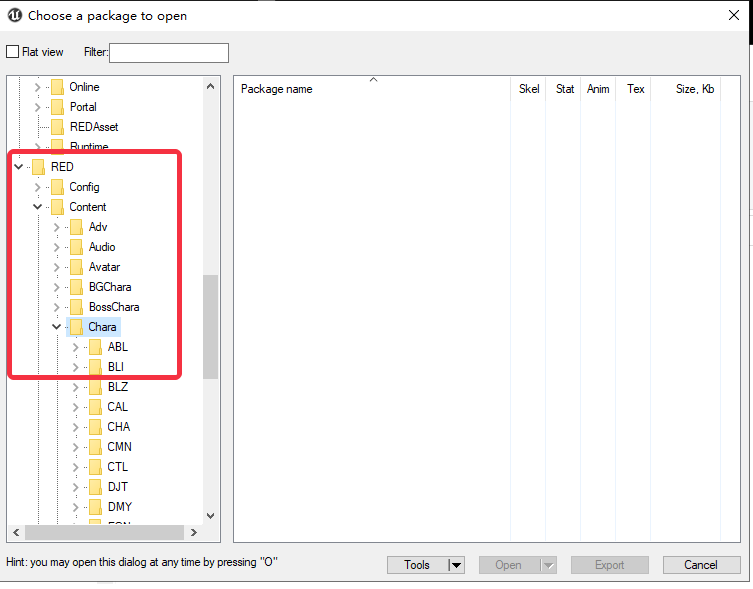 Choose a package to open
Flat view Filter:
Package name Skel Stat Anim Tex Size, Kb
Online
Portal
REDAsset
Runtime
RED
Config
Content
Adv
Audio
Avatar
BGChara
BossChara
Chara
ABL
BLI
BLZ
CAL
CHA
CMN
CTL
DJT
DMY
Hint: you may open this dialog at any time by pressing "O"
Tools Open Export Cancel